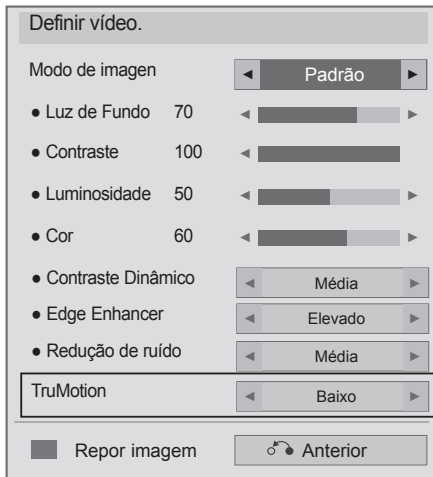 Definir vídeo.
Modo de imagen ◄ Padrão ►
● Luz de Fundo 70 ◄ ►
● Contraste 100 ◄
● Luminosidade 50 ◄ ►
● Cor 60 ◄ ►
● Contraste Dinâmico ◄ Média ►
● Edge Enhancer ◄ Elevado ►
● Redução de ruído ◄ Média ►
TruMotion ◄ Baixo ►
Repor imagem Anterior